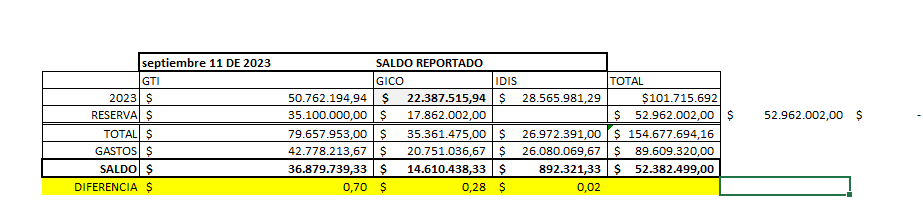 septiembre 11 DE 2023 SALDO REPORTADO
GTI GICO IDIS TOTAL
2023 $ 50.762.194,94 $ 22.387.515,94 $ 28.565.981,29 $101.715.692
RESERVA $ 35.100.000,00 $ 17.862.002,00 $ 52.962.002,00 $ 52.962.002,00 $ -
TOTAL $ 79.657.953,00 $ 35.361.475,00 $ 26.972.391,00 $ 154.677.694,16
GASTOS $ 42.778.213,67 $ 20.751.036,67 $ 26.080.069,67 $ 89.609.320,00
SALDO $ 36.879.739,33 $ 14.610.438,33 $ 892.321,33 $ 52.382.499,00
DIFERENCIA $ 0,70 $ 0,28 $ 0,02